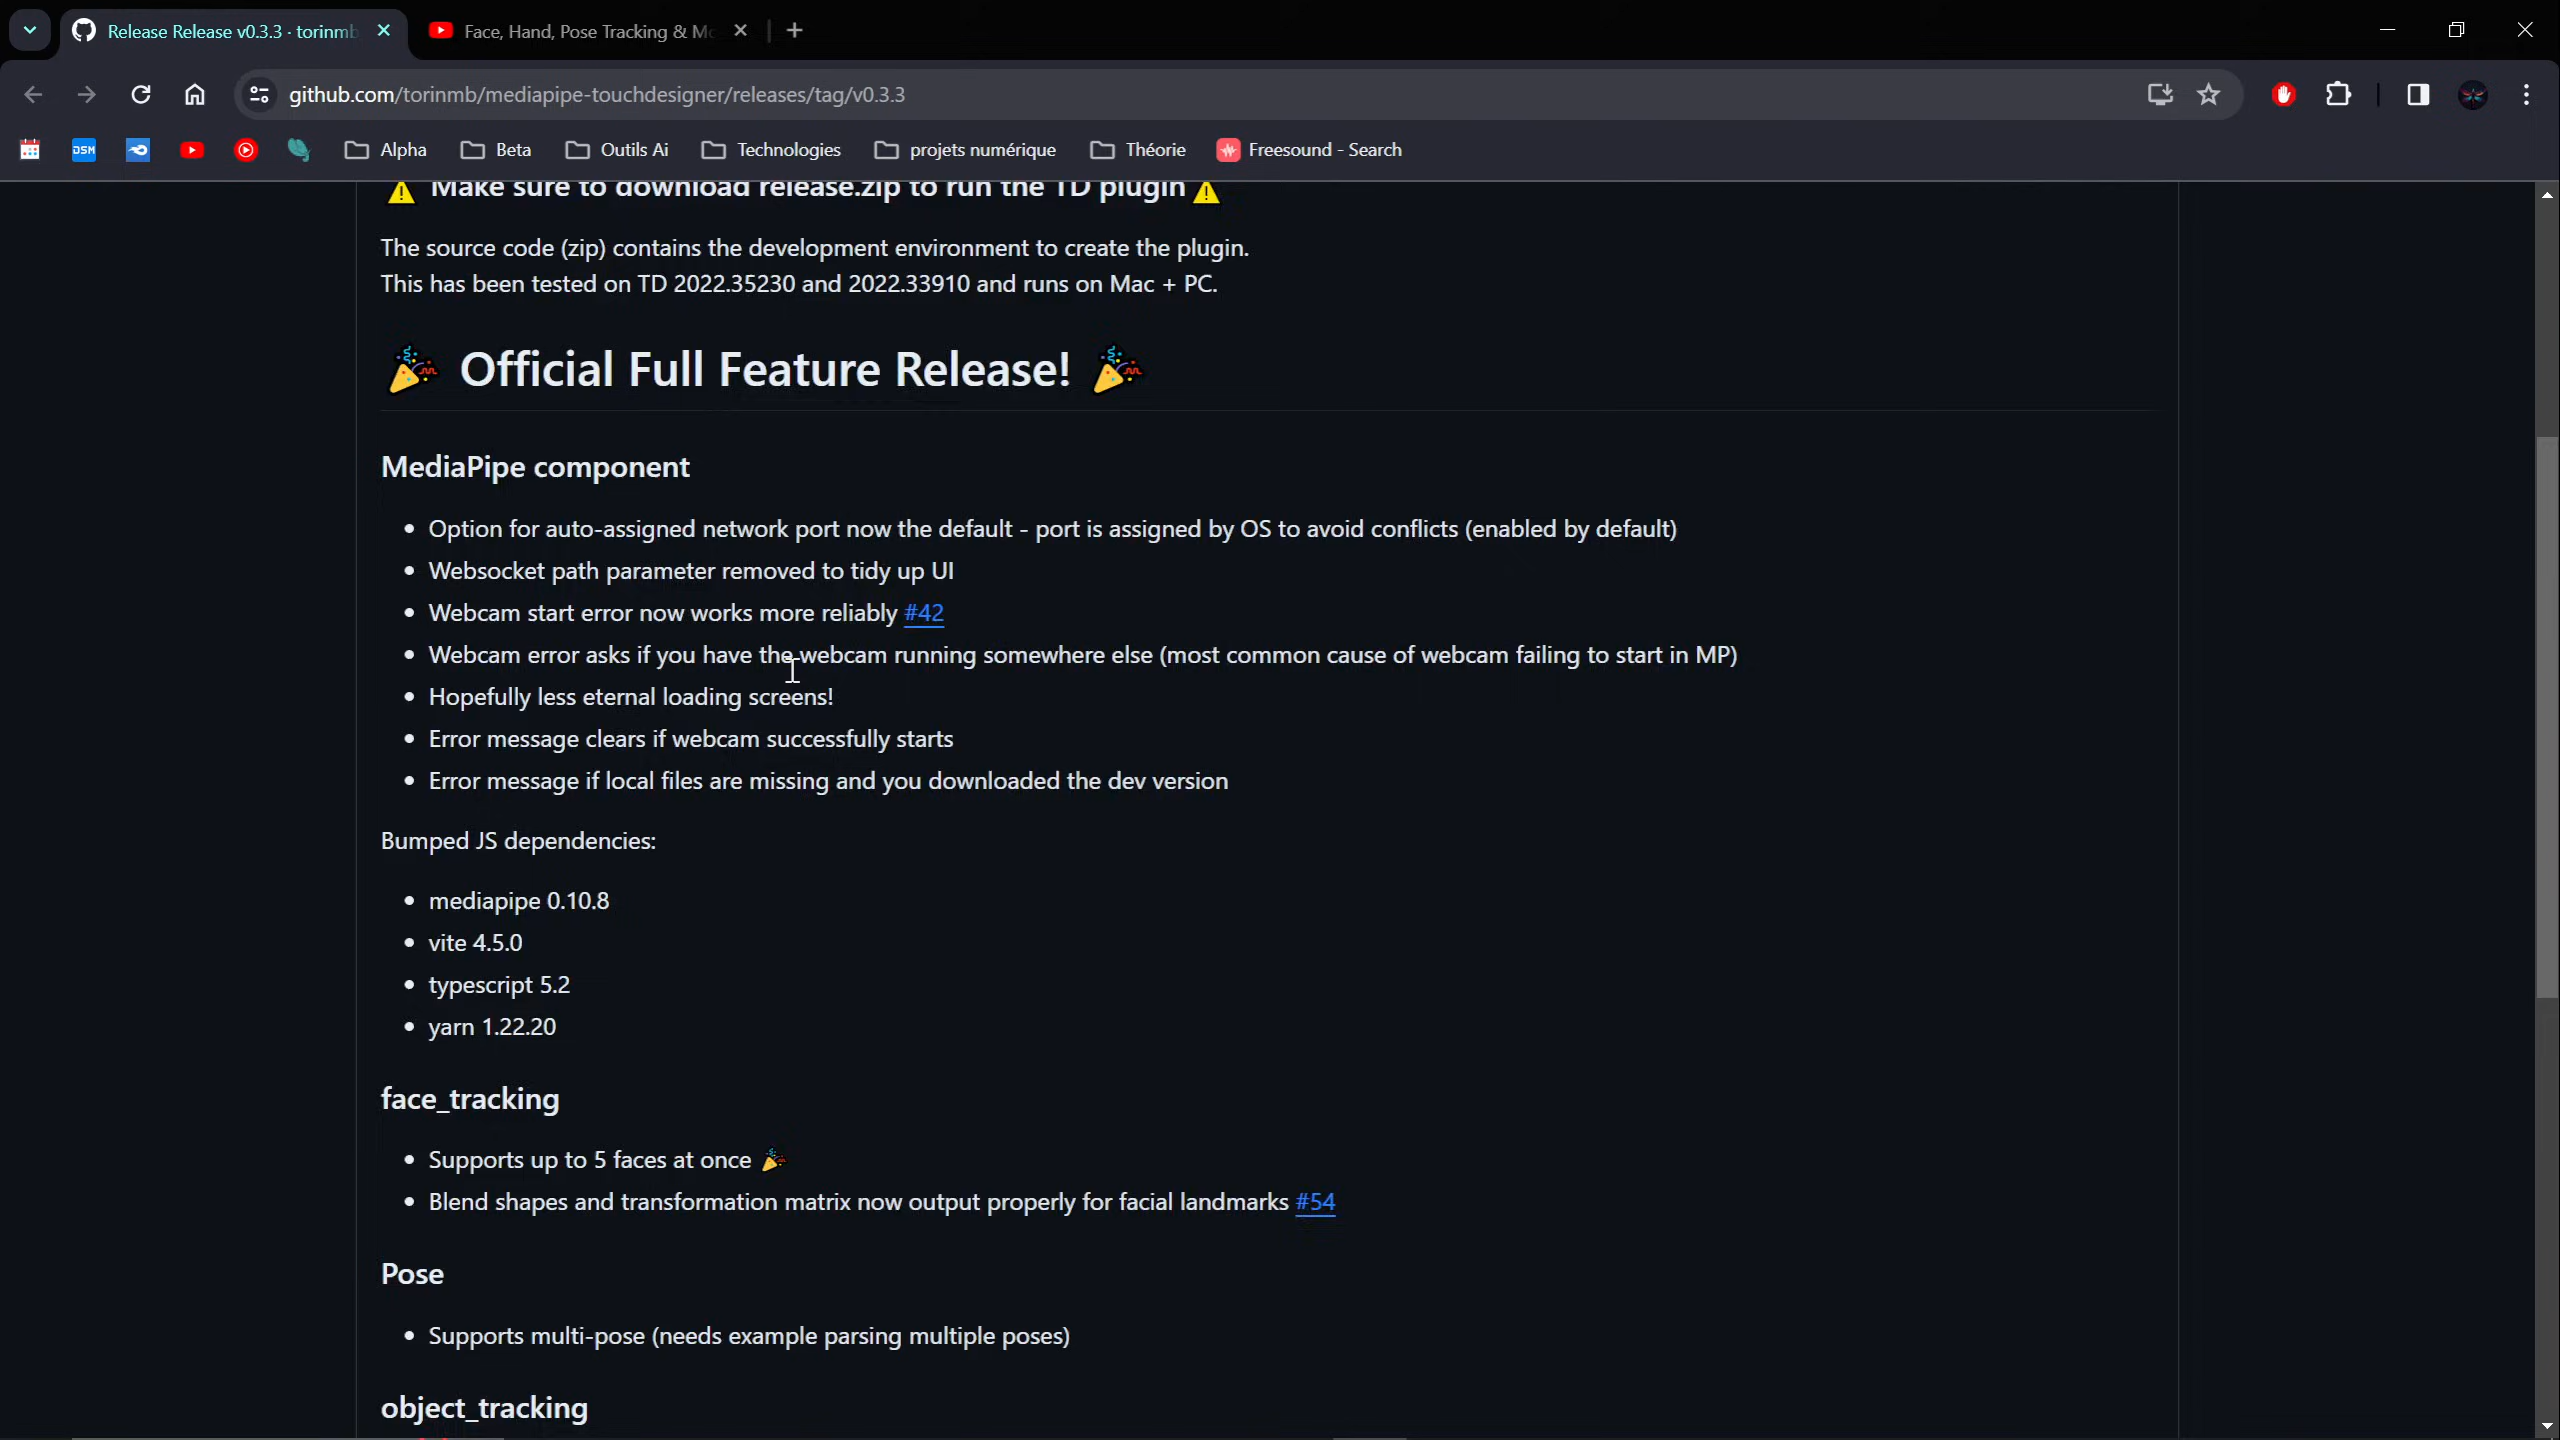 Release Release v0.3.3 · torinmb
Face, Hand, Pose Tracking & Mo
github.com/torinmb/mediapipe-touchdesigner/releases/tag/v0.3.3
DSM
Alpha
Beta
Outils Ai
Technologies
projets numérique
Théorie
Freesound - Search
⚠️ Make sure to download release.zip to run the TD plugin ⚠️
The source code (zip) contains the development environment to create the plugin.
This has been tested on TD 2022.35230 and 2022.33910 and runs on Mac + PC.
🎉 Official Full Feature Release! 🎉
MediaPipe component
• Option for auto-assigned network port now the default - port is assigned by OS to avoid conflicts (enabled by default)
• Websocket path parameter removed to tidy up UI
• Webcam start error now works more reliably #42
• Webcam error asks if you have the webcam running somewhere else (most common cause of webcam failing to start in MP)
• Hopefully less eternal loading screens!
• Error message clears if webcam successfully starts
• Error message if local files are missing and you downloaded the dev version
Bumped JS dependencies:
• mediapipe 0.10.8
• vite 4.5.0
• typescript 5.2
• yarn 1.22.20
face_tracking
• Supports up to 5 faces at once 🎉
• Blend shapes and transformation matrix now output properly for facial landmarks #54
Pose
• Supports multi-pose (needs example parsing multiple poses)
object_tracking